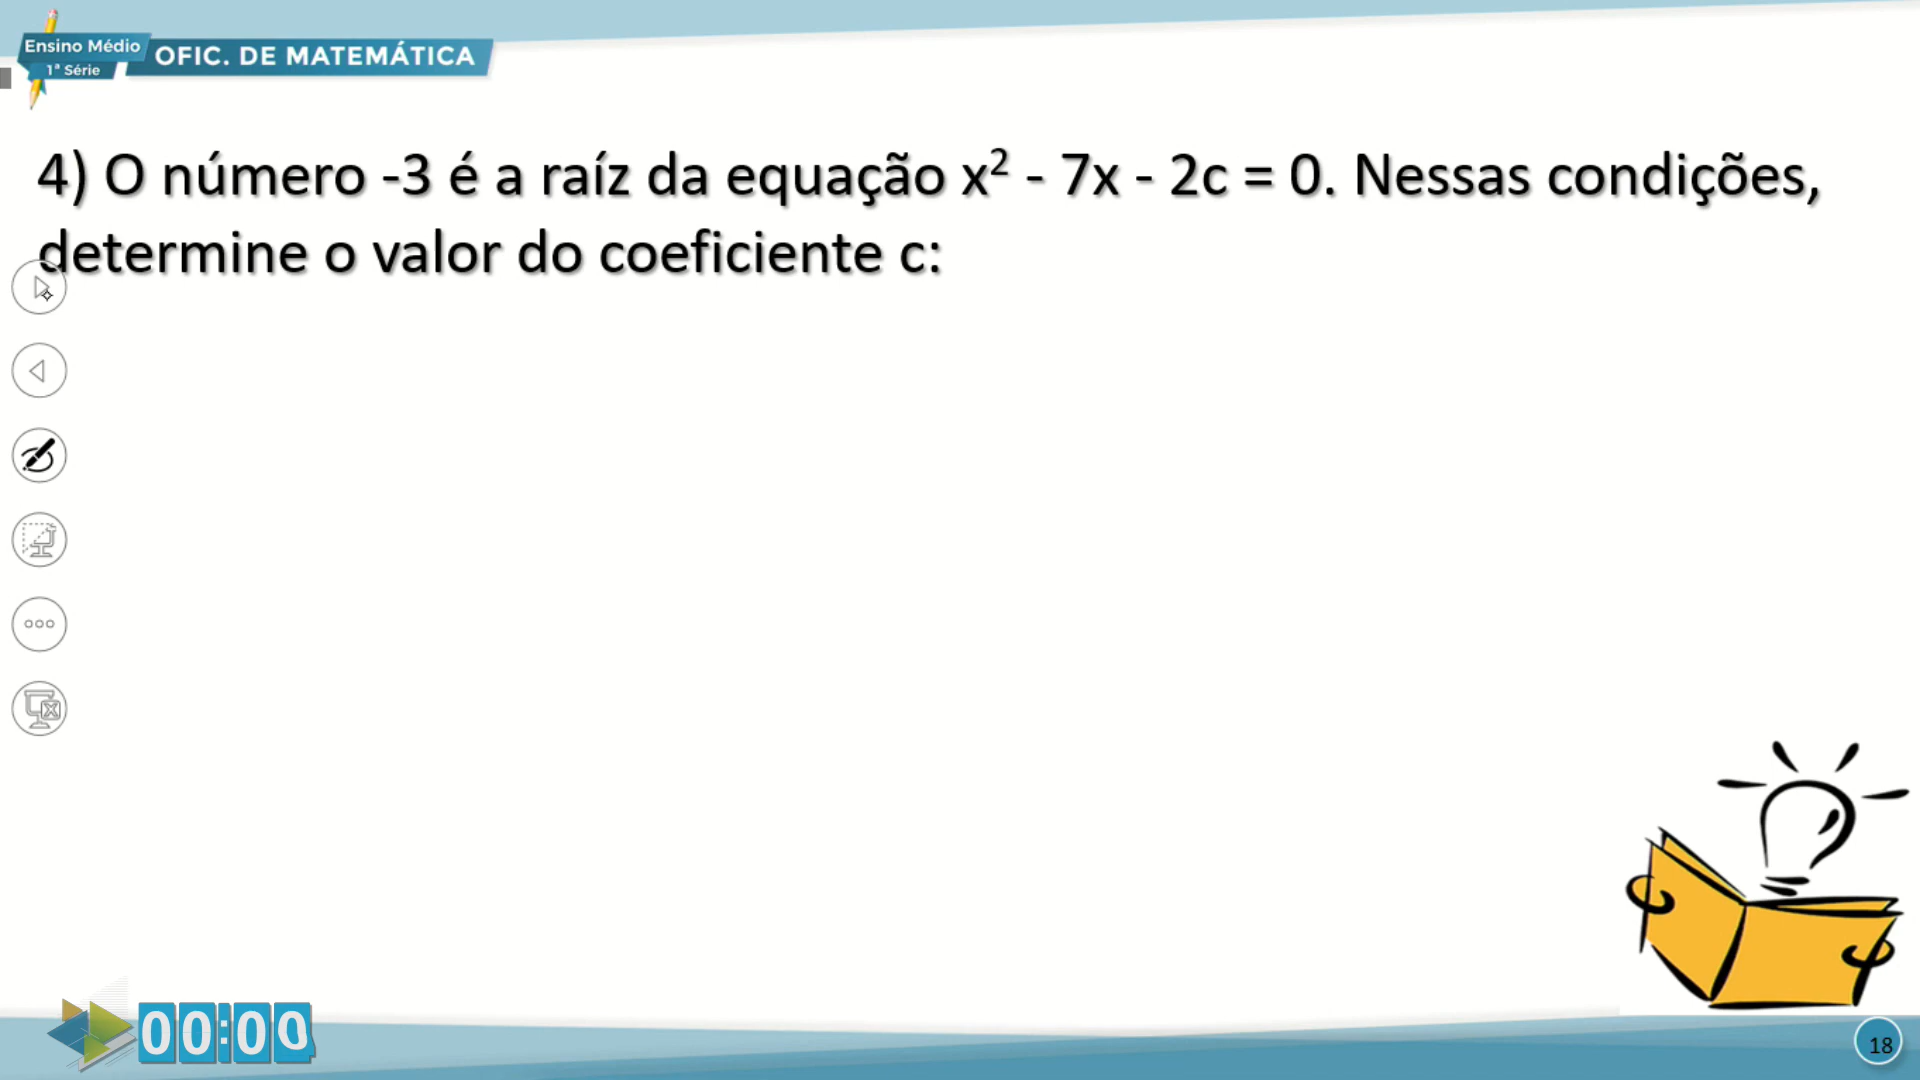 Ensino Médio
1ª Série
OFIC. DE MATEMÁTICA
4) O número -3 é a raíz da equação x² - 7x - 2c = 0. Nessas condições,
determine o valor do coeficiente c:
00:00
18